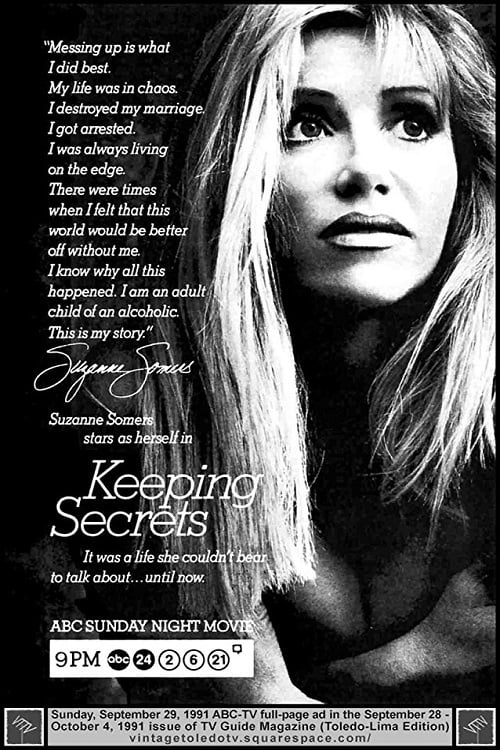 "Messing up is what
I did best.
My life was in chaos.
I destroyed my marriage.
I got arrested.
I was always living
on the edge.
There were times
when I felt that this
world would be better
off without me.
I know why all this
happened. I am an adult
child of an alcoholic.
This is my story."
Suzanne Somers
Suzanne Somers
stars as herself in
Keeping
Secrets
It was a life she couldn't bear
to talk about...until now.
ABC SUNDAY NIGHT MOVIE
9PM abc 24 2 6 21
Sunday, September 29, 1991 ABC-TV full-page ad in the September 28 -
October 4, 1991 issue of TV Guide Magazine (Toledo-Lima Edition)
vintagetoledotv.squarespace.com/